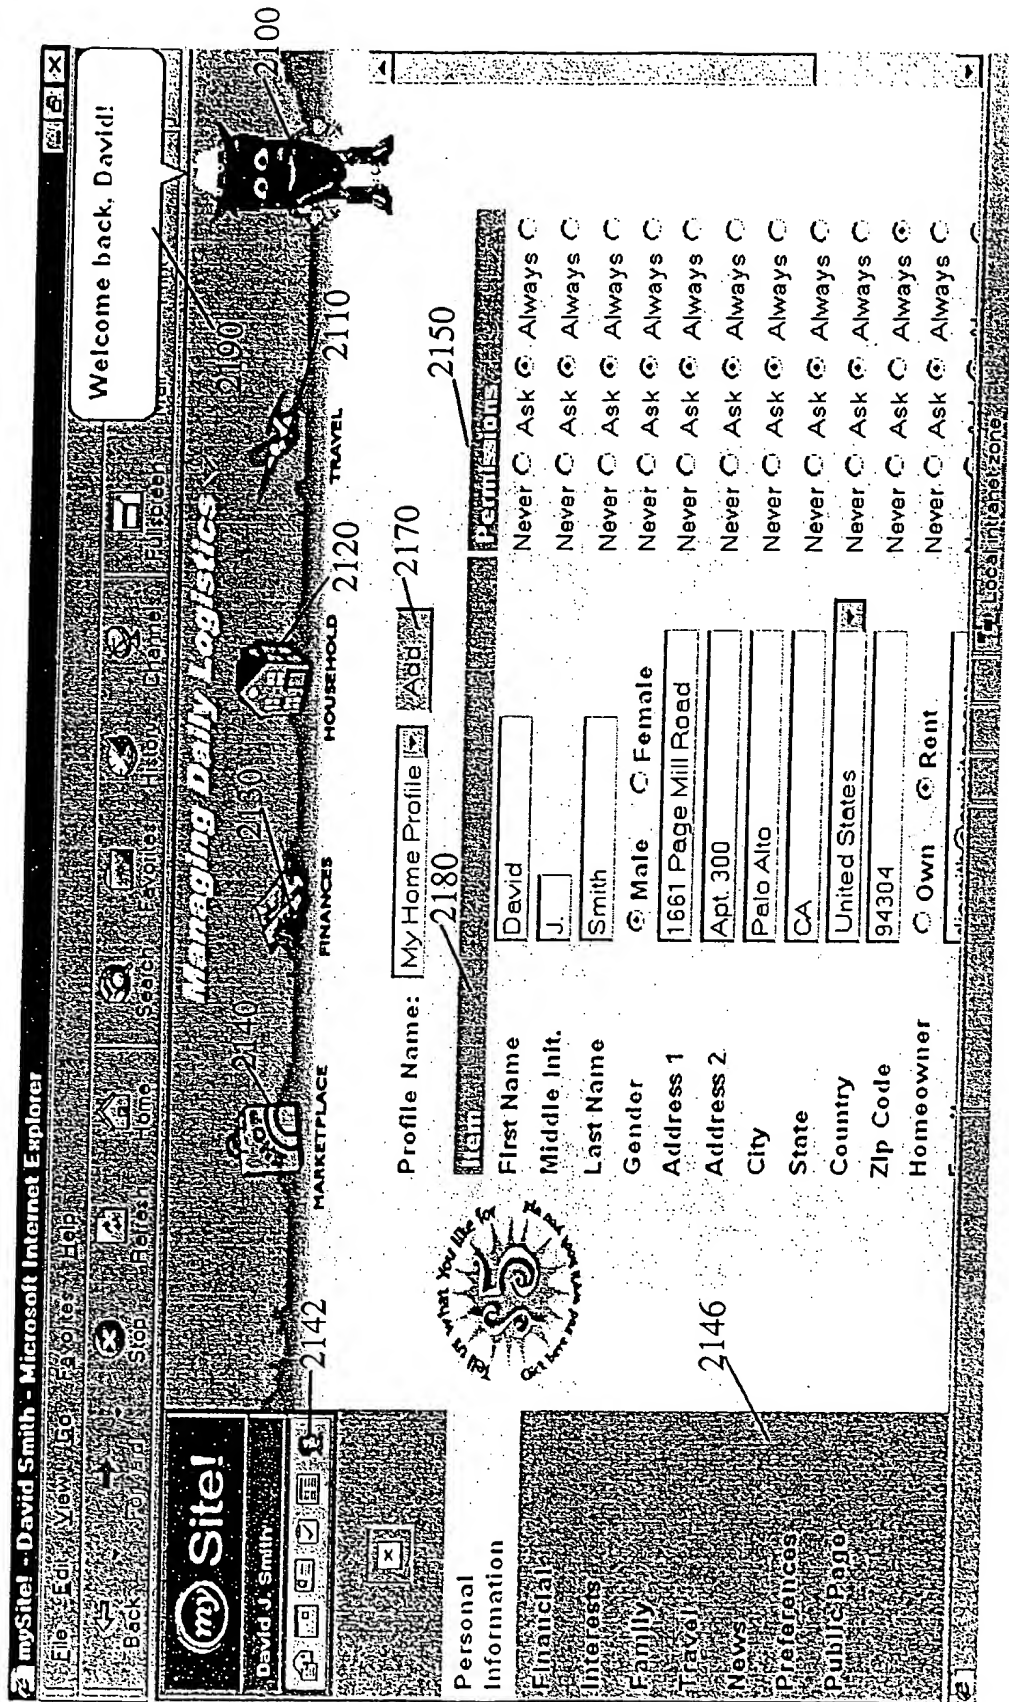 mySite! - David Smith - Microsoft Internet Explorer
File Edit View Go Favorites Help
Back Forward Stop Refresh Home Search Favorites History Channels Fullscreen
Welcome back, David!
my Site!
Managing Daily Logistics
David J. Smith
MARKETPLACE FINANCES HOUSEHOLD TRAVEL
2100
2110
2120
2130
2140
2142
2190
Tell us What You like for
Profile Name: My Home Profile Add
2170
2180
2150
Item Permissions
Personal Information
Financial
Interests
Family
Travel
News
Preferences
Public Page
2146
First Name David Never Ask Always
Middle Init. J. Never Ask Always
Last Name Smith Never Ask Always
Gender Male Female Never Ask Always
Address 1 1661 Page Mill Road Never Ask Always
Address 2 Apt. 300 Never Ask Always
City Palo Alto Never Ask Always
State CA Never Ask Always
Country United States Never Ask Always
Zip Code 94304 Never Ask Always
Homeowner Own Rent Never Ask Always
Local intranet zone